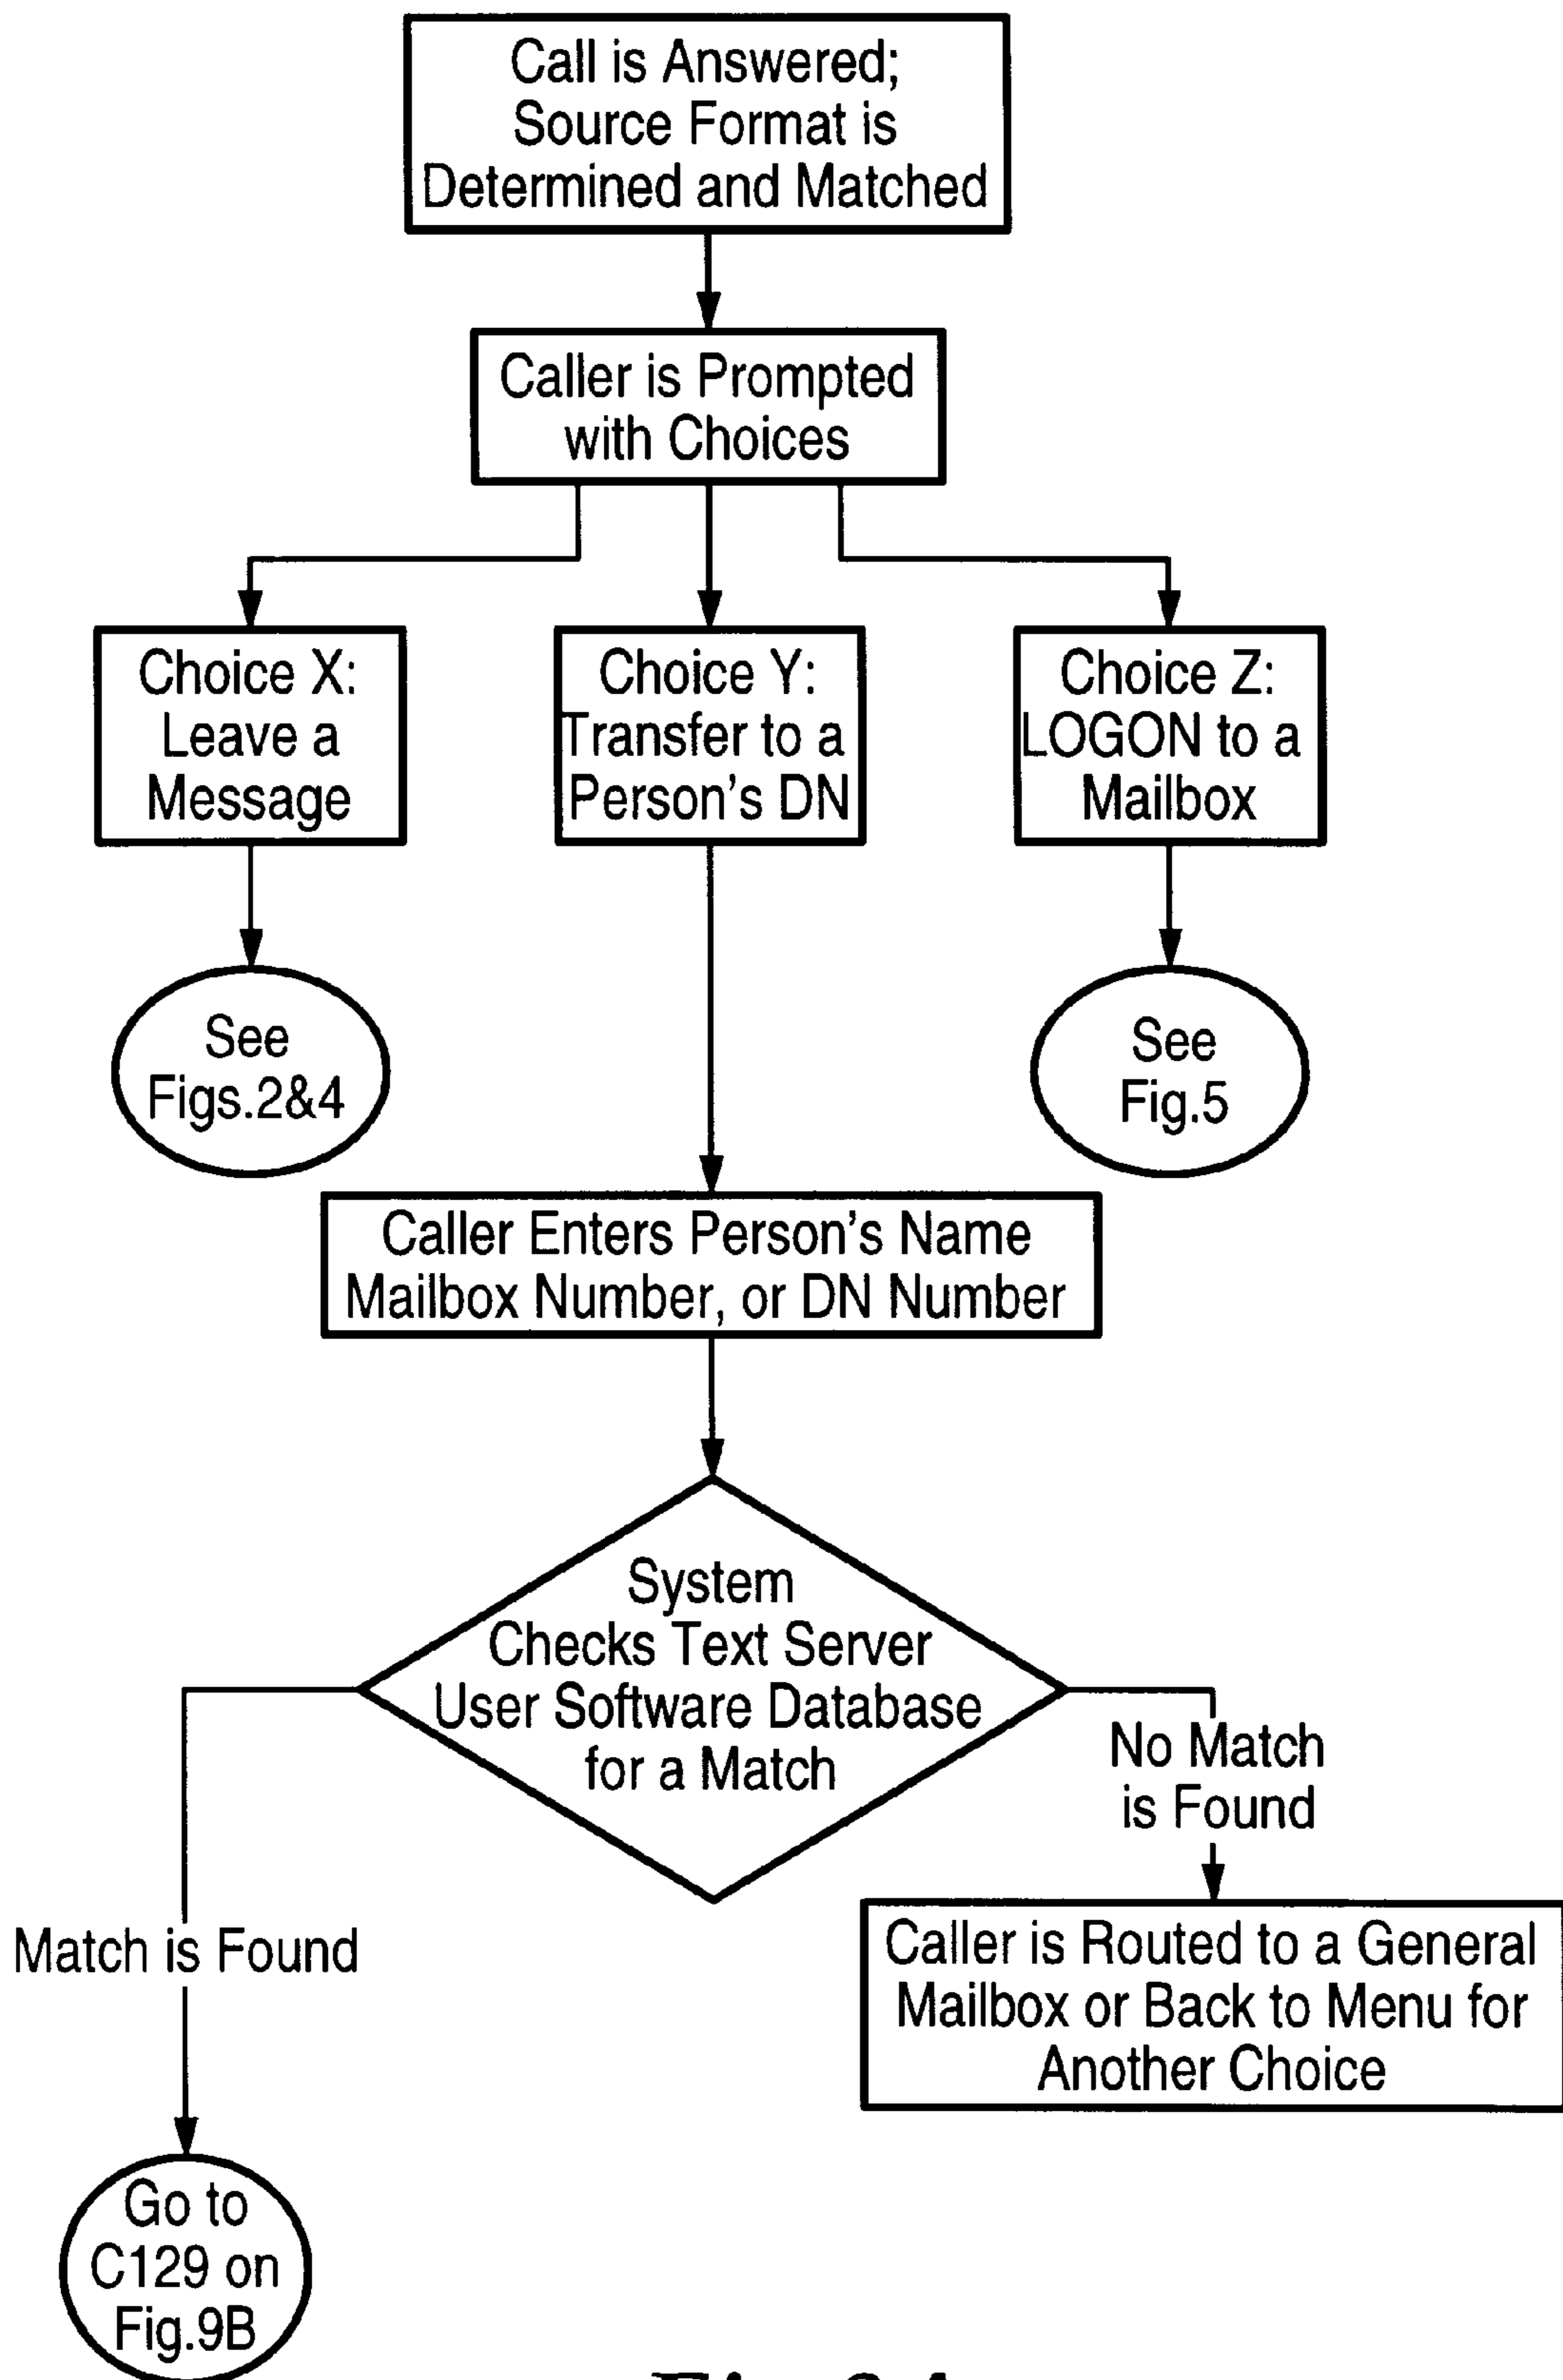 Call is Answered;
Source Format is
Determined and Matched
Caller is Prompted
with Choices
Choice X:
Leave a
Message
Choice Y:
Transfer to a
Person's DN
Choice Z:
LOGON to a
Mailbox
See
Figs.2&4
See
Fig.5
Caller Enters Person's Name
Mailbox Number, or DN Number
System
Checks Text Server
User Software Database
for a Match
No Match
is Found
Match is Found
Caller is Routed to a General
Mailbox or Back to Menu for
Another Choice
Go to
C129 on
Fig.9B